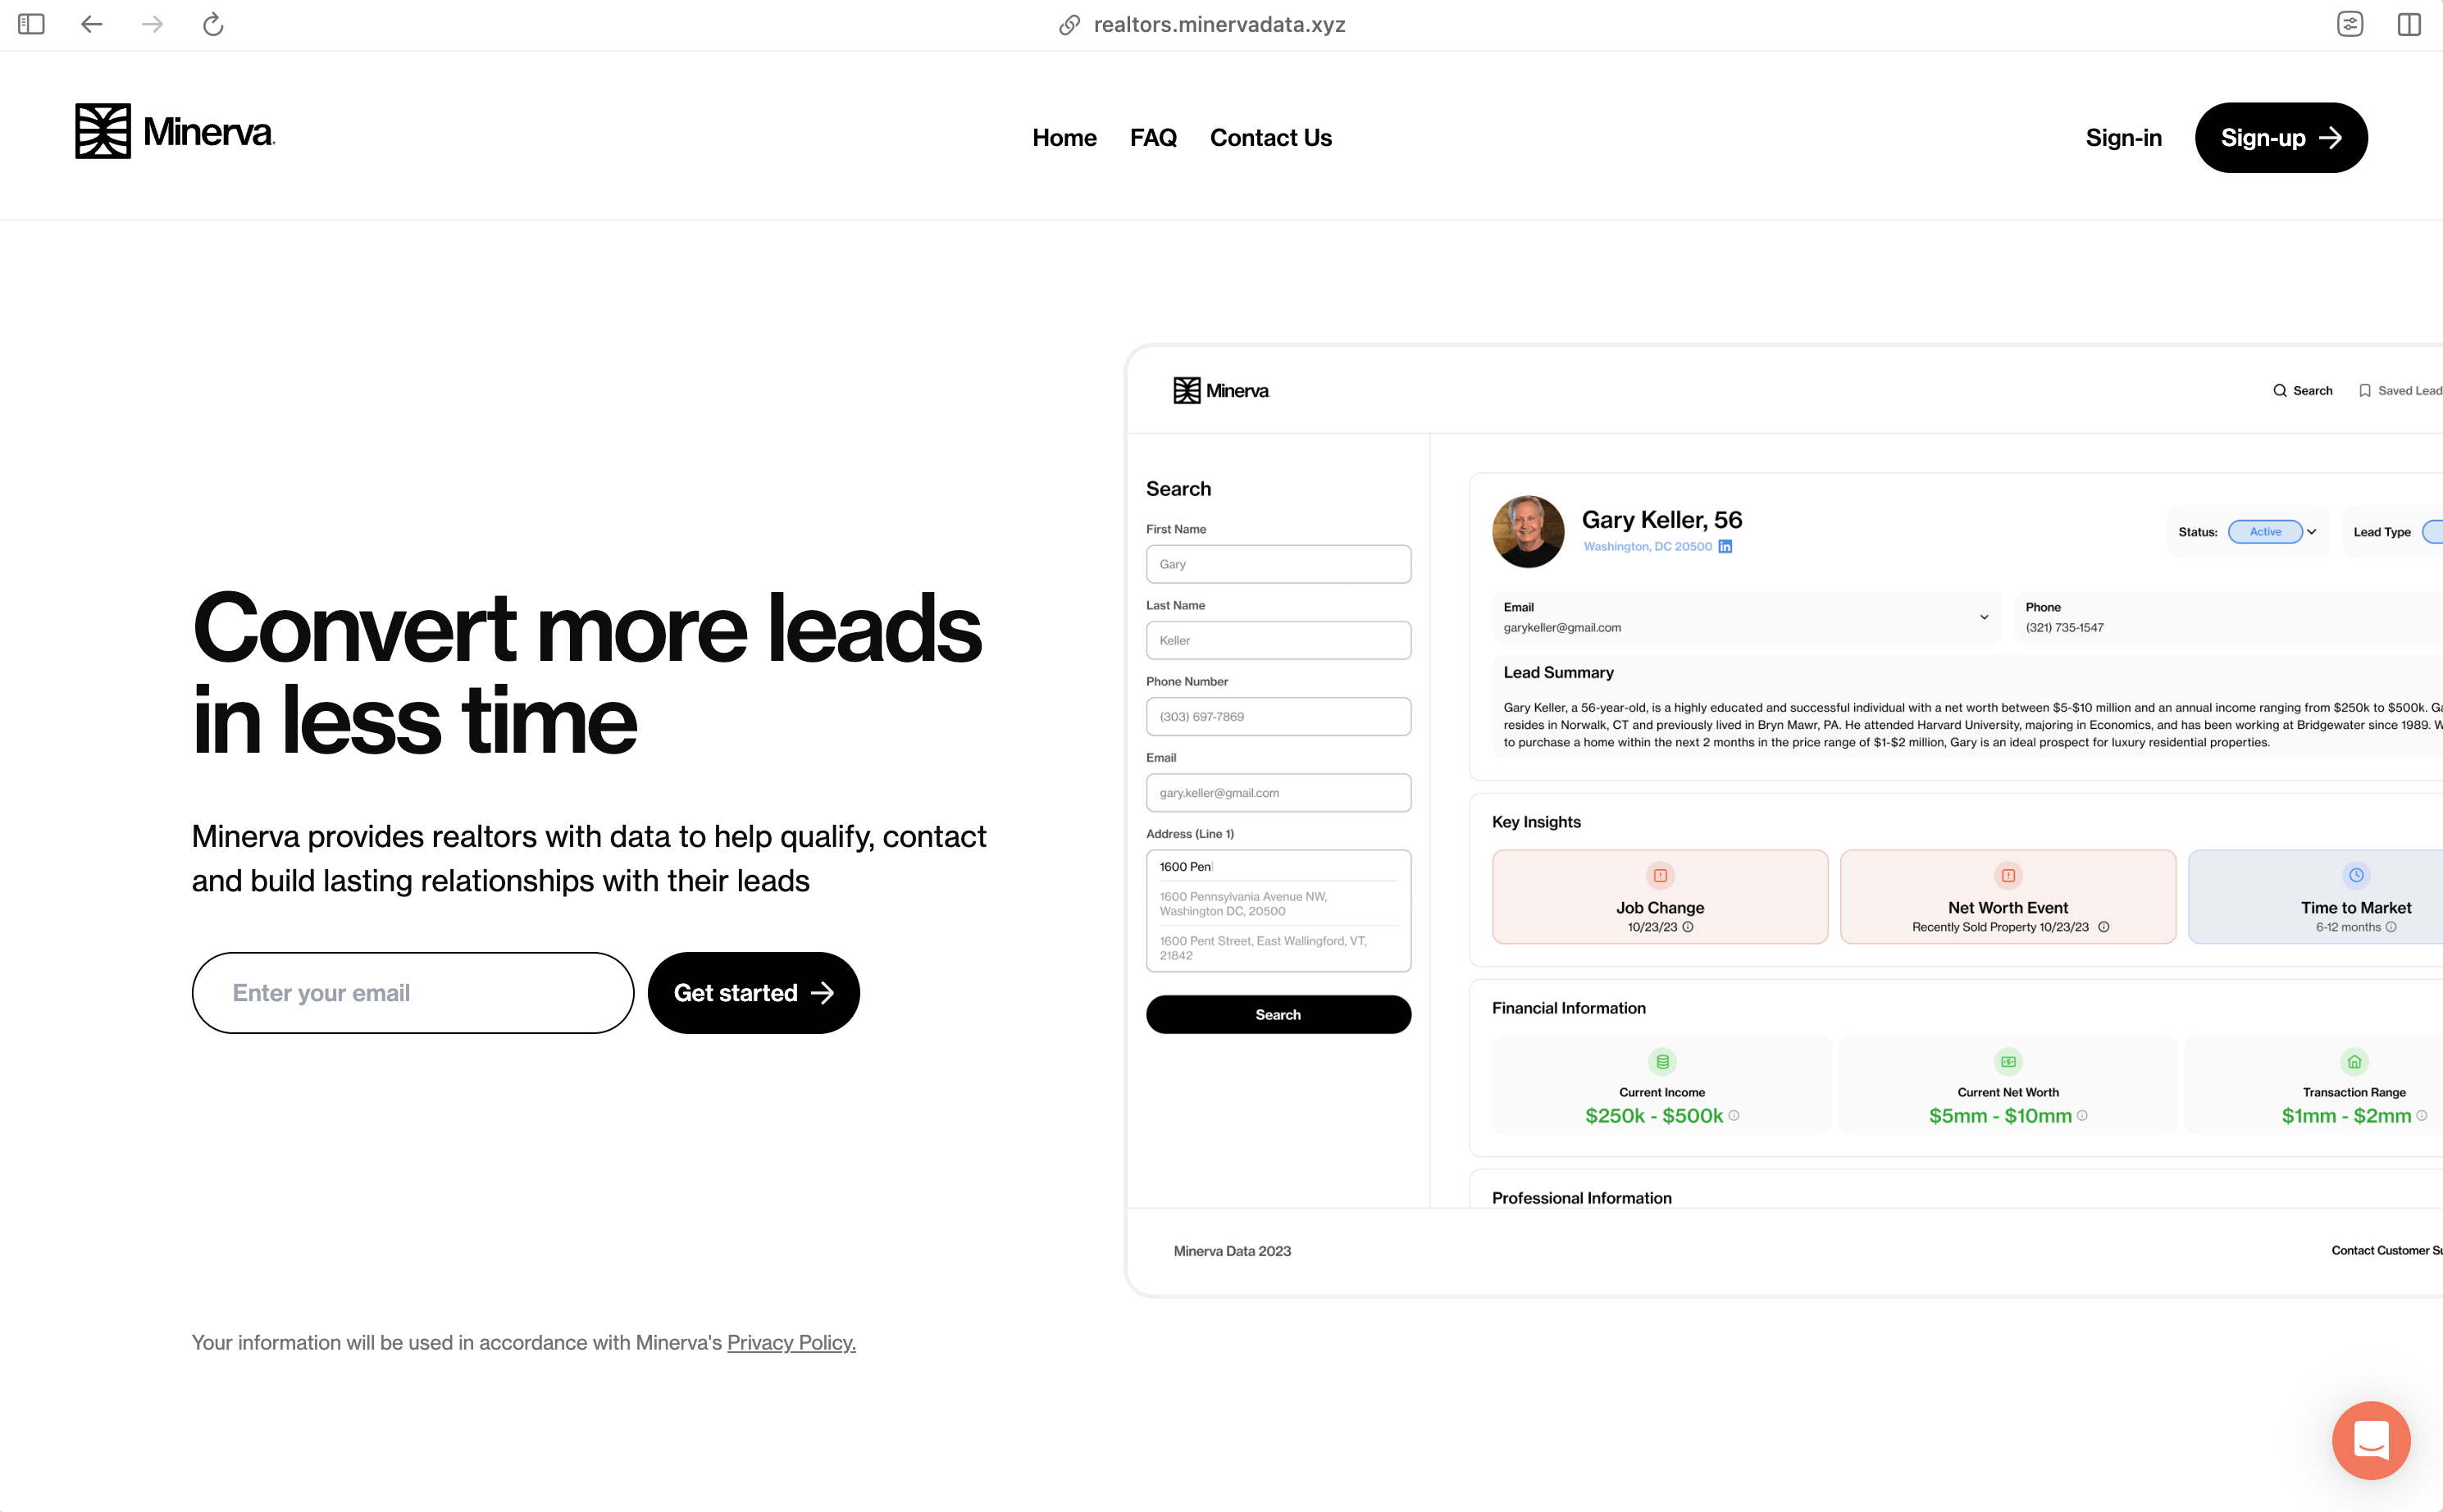 realtors.minervadata.xyz
Minerva
Home FAQ Contact Us
Sign-in Sign-up
Convert more leads
in less time
Minerva provides realtors with data to help qualify, contact
and build lasting relationships with their leads
Enter your email
Get started
Your information will be used in accordance with Minerva's Privacy Policy.
Minerva
Search Saved Lead
Search
First Name
Gary
Last Name
Keller
Phone Number
(303) 697-7869
Email
gary.keller@gmail.com
Address (Line 1)
1600 Pen
1600 Pennsylvania Avenue NW,
Washington DC, 20500
1600 Pent Street, East Wallingford, VT,
21842
Search
Gary Keller, 56
Washington, DC 20500 in
Status: Active Lead Type
Email
garykeller@gmail.com
Phone
(321) 735-1547
Lead Summary
Gary Keller, a 56-year-old, is a highly educated and successful individual with a net worth between $5-$10 million and an annual income ranging from $250k to $500k. Ga
resides in Norwalk, CT and previously lived in Bryn Mawr, PA. He attended Harvard University, majoring in Economics, and has been working at Bridgewater since 1989. W
to purchase a home within the next 2 months in the price range of $1-$2 million, Gary is an ideal prospect for luxury residential properties.
Key Insights
Job Change
10/23/23
Net Worth Event
Recently Sold Property 10/23/23
Time to Market
6-12 months
Financial Information
Current Income
$250k - $500k
Current Net Worth
$5mm - $10mm
Transaction Range
$1mm - $2mm
Professional Information
Minerva Data 2023
Contact Customer Su